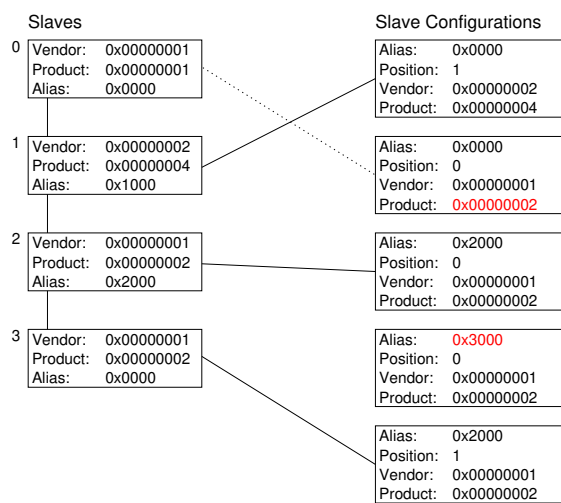 Slaves
0
Vendor: 0x00000001
Product: 0x00000001
Alias: 0x0000
1
Vendor: 0x00000002
Product: 0x00000004
Alias: 0x1000
2
Vendor: 0x00000001
Product: 0x00000002
Alias: 0x2000
3
Vendor: 0x00000001
Product: 0x00000002
Alias: 0x0000
Slave Configurations
Alias: 0x0000
Position: 1
Vendor: 0x00000002
Product: 0x00000004
Alias: 0x0000
Position: 0
Vendor: 0x00000001
Product: 0x00000002
Alias: 0x2000
Position: 0
Vendor: 0x00000001
Product: 0x00000002
Alias: 0x3000
Position: 0
Vendor: 0x00000001
Product: 0x00000002
Alias: 0x2000
Position: 1
Vendor: 0x00000001
Product: 0x00000002